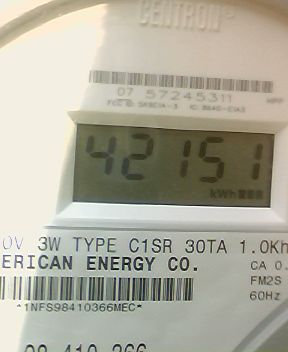 CENTRON
07 57245311
42151
kWh
0V 3W TYPE C1SR 30TA 1.0Kh
ERICAN ENERGY CO.
CA 0.
FM2S
60Hz
*1NFS98410366MEC*